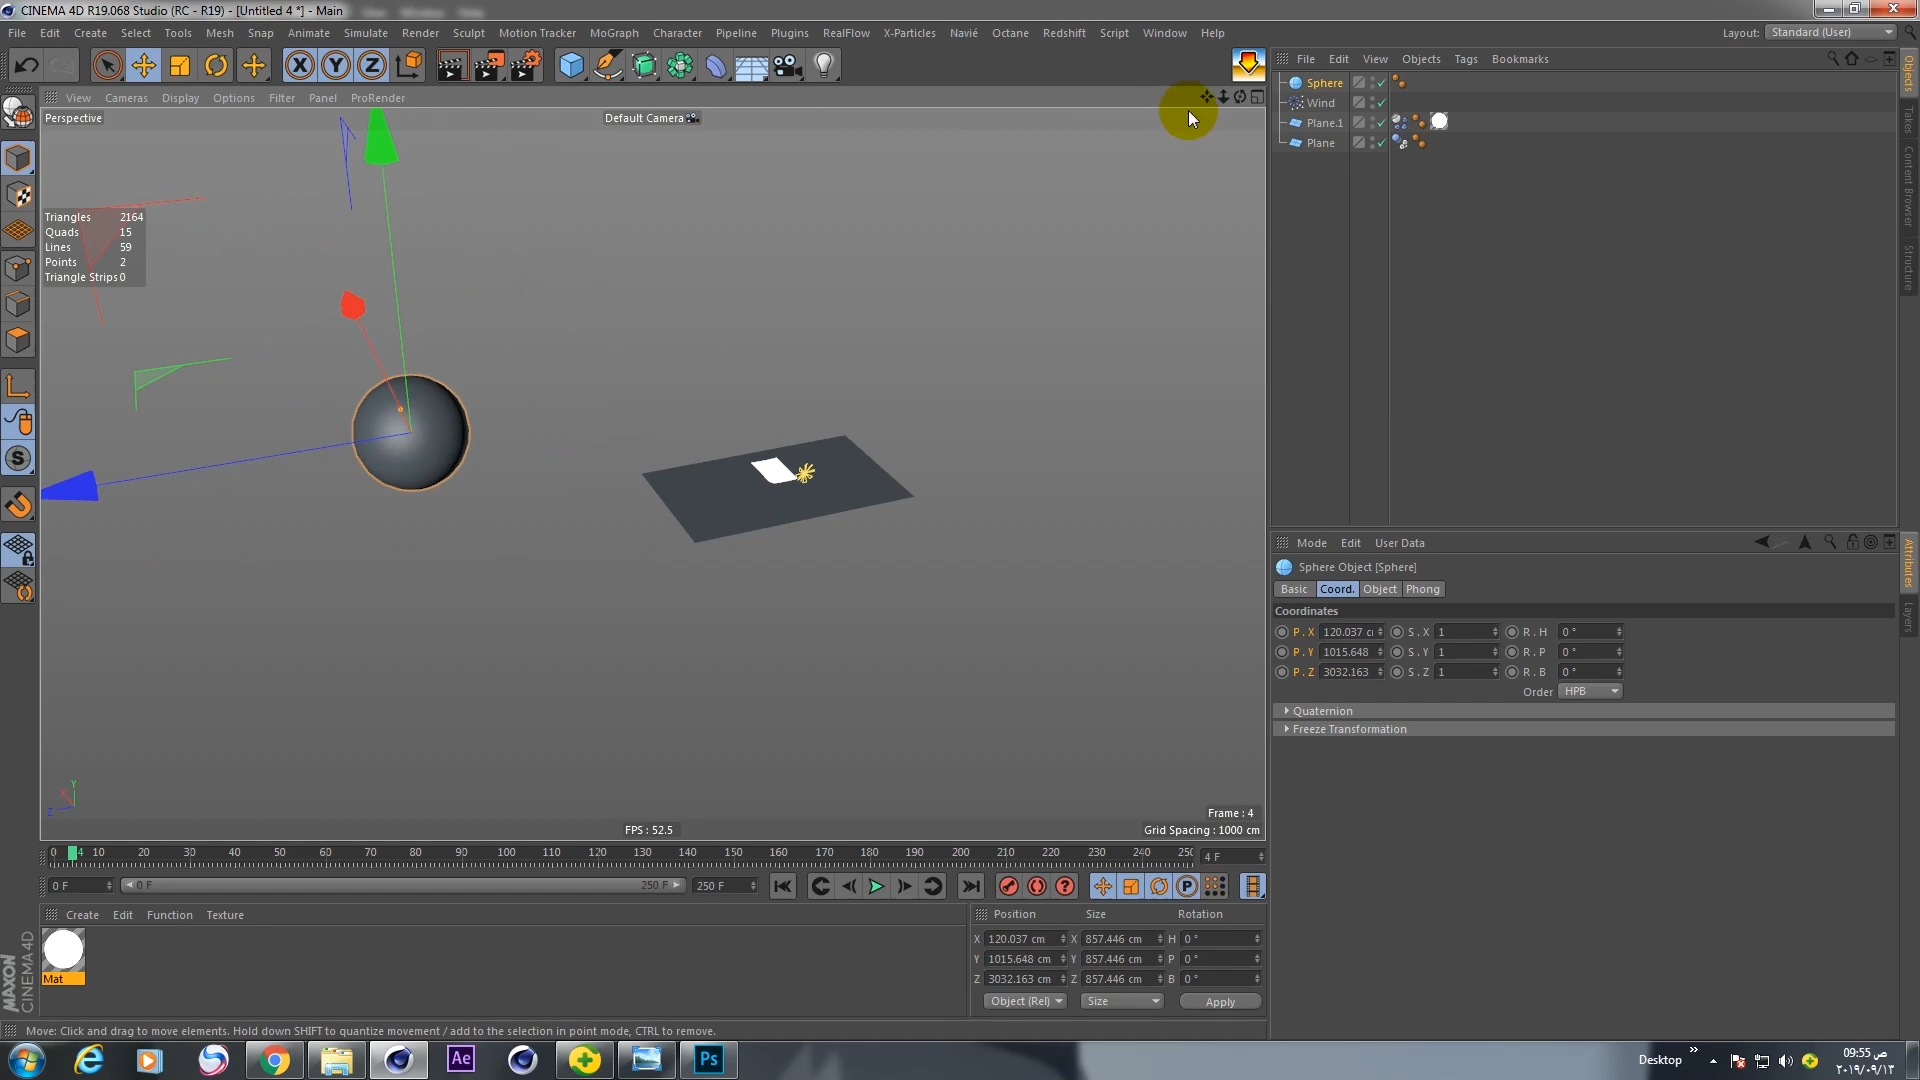 CINEMA 4D R19.068 Studio (RC - R19) - [Untitled 4 *] - Main
File Edit Create Select Tools Mesh Snap Animate Simulate Render Sculpt Motion Tracker MoGraph Character Pipeline Plugins RealFlow X-Particles Navié Octane Redshift Script Window Help
Layout: Standard (User)
View Cameras Display Options Filter Panel ProRender
Perspective
Default Camera
Triangles 2164
Quads 15
Lines 59
Points 2
Triangle Strips 0
Frame : 4
FPS : 52.5
Grid Spacing : 1000 cm
File Edit View Objects Tags Bookmarks
Sphere
Wind
Plane.1
Plane
Objects
Takes
Content Browser
Structure
Mode Edit User Data
Sphere Object [Sphere]
Basic Coord. Object Phong
Coordinates
P . X 120.037 c S . X 1 R . H 0 °
P . Y 1015.648 S . Y 1 R . P 0 °
P . Z 3032.163 S . Z 1 R . B 0 °
Order HPB
Quaternion
Freeze Transformation
Attributes
Layers
0 4 10 20 30 40 50 60 70 80 90 100 110 120 130 140 150 160 170 180 190 200 210 220 230 240 250
4 F
0 F 0 F 250 F 250 F
Create Edit Function Texture
Mat
MAXON
CINEMA 4D
Position Size Rotation
X 120.037 cm X 857.446 cm H 0 °
Y 1015.648 cm Y 857.446 cm P 0 °
Z 3032.163 cm Z 857.446 cm B 0 °
Object (Rel) Size Apply
Move: Click and drag to move elements. Hold down SHIFT to quantize movement / add to the selection in point mode, CTRL to remove.
Ae
Ps
Desktop
09:55 ص
٢٠١٩/٠٩/١٣